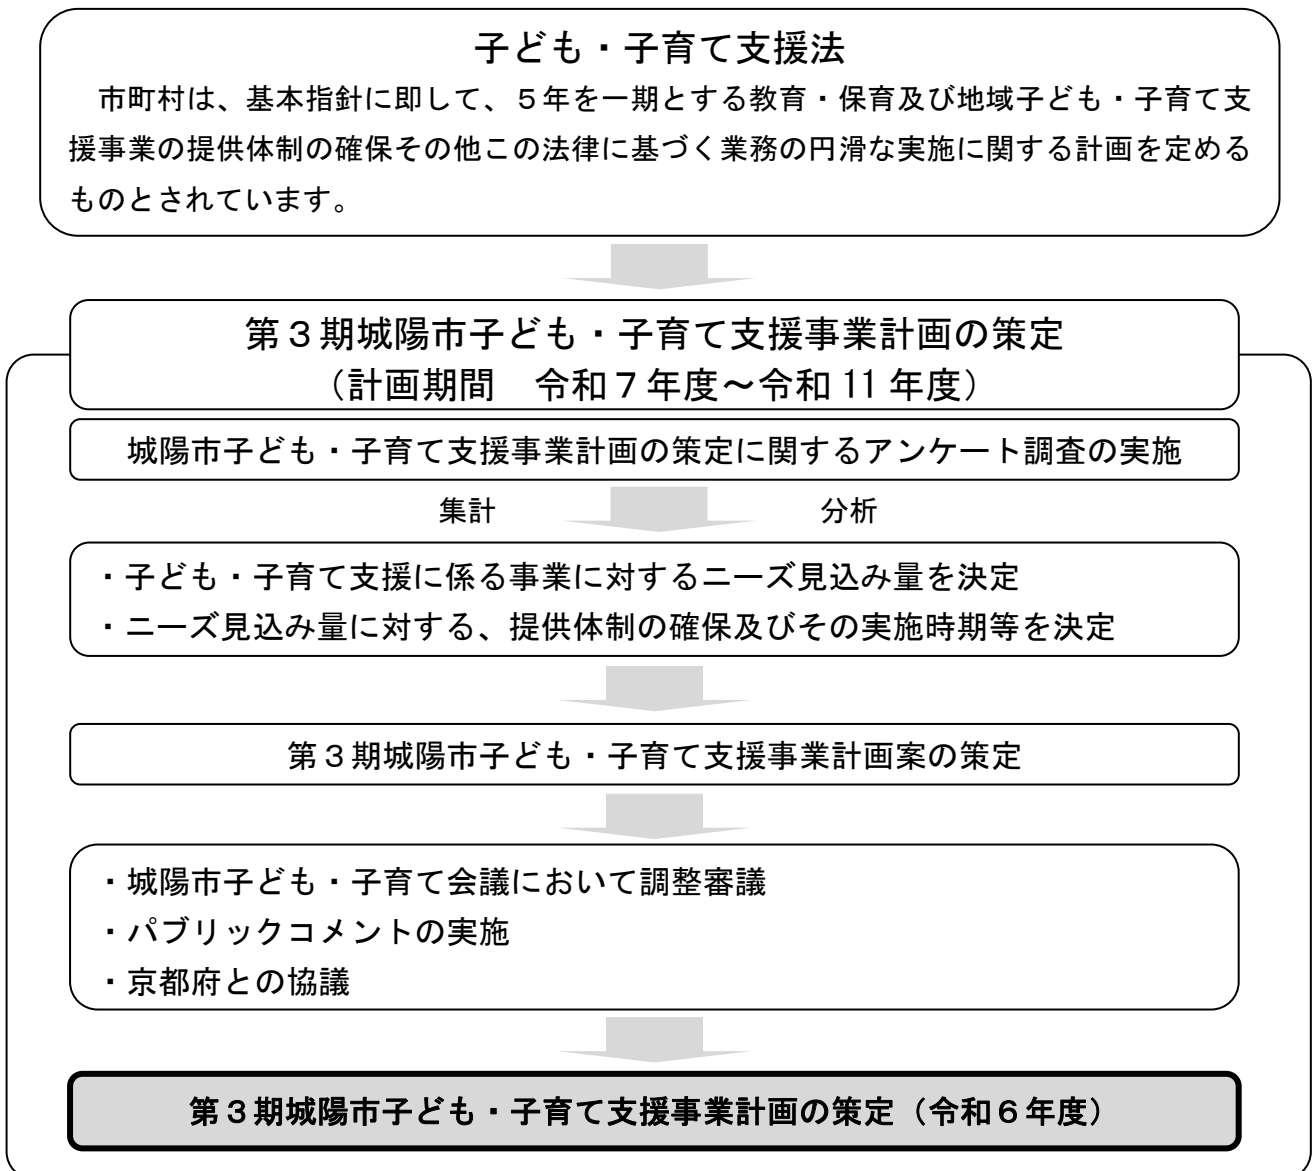 子ども・子育て支援法
市町村は、基本指針に即して、５年を一期とする教育・保育及び地域子ども・子育て支
援事業の提供体制の確保その他この法律に基づく業務の円滑な実施に関する計画を定める
ものとされています。
第３期城陽市子ども・子育て支援事業計画の策定
（計画期間　令和７年度～令和 11 年度）
城陽市子ども・子育て支援事業計画の策定に関するアンケート調査の実施
集計　分析
・子ども・子育て支援に係る事業に対するニーズ見込み量を決定
・ニーズ見込み量に対する、提供体制の確保及びその実施時期等を決定
第３期城陽市子ども・子育て支援事業計画案の策定
・城陽市子ども・子育て会議において調整審議
・パブリックコメントの実施
・京都府との協議
第３期城陽市子ども・子育て支援事業計画の策定（令和６年度）